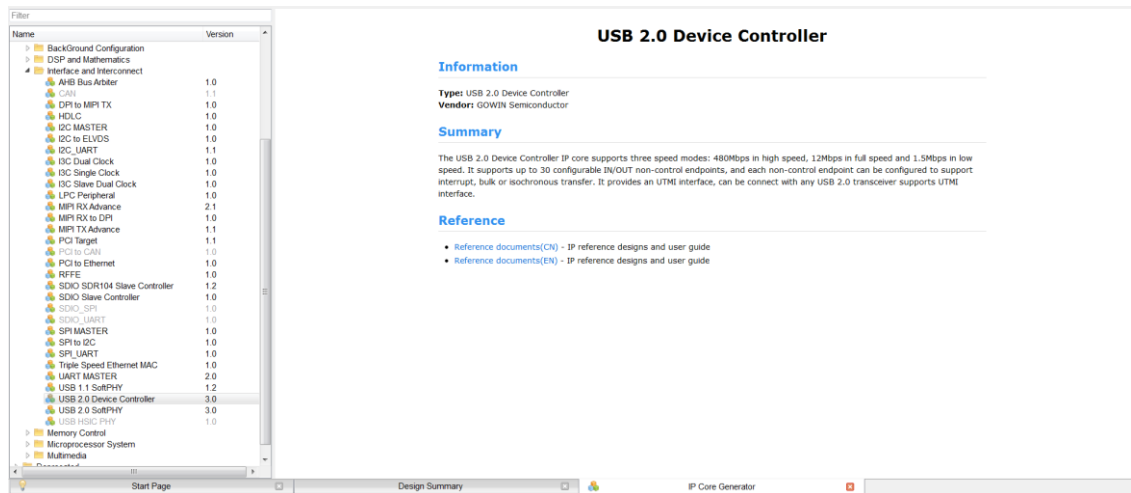 Filter
Name Version
BackGround Configuration
DSP and Mathematics
Interface and Interconnect
AHB Bus Arbiter 1.0
CAN 1.1
DPI to MIPI TX 1.0
HDLC 1.0
I2C MASTER 1.0
I2C to ELVDS 1.0
I2C_UART 1.1
I3C Dual Clock 1.0
I3C Single Clock 1.0
I3C Slave Dual Clock 1.0
LPC Peripheral 1.0
MIPI RX Advance 2.1
MIPI RX to DPI 1.0
MIPI TX Advance 1.1
PCI Target 1.1
PCI to CAN 1.0
PCI to Ethernet 1.0
RFFE 1.0
SDIO SDR104 Slave Controller 1.2
SDIO Slave Controller 1.0
SDIO_SPI 1.0
SDIO_UART 1.0
SPI MASTER 1.0
SPI to I2C 1.0
SPI_UART 1.0
Triple Speed Ethernet MAC 1.0
UART MASTER 2.0
USB 1.1 SoftPHY 1.2
USB 2.0 Device Controller 3.0
USB 2.0 SoftPHY 3.0
USB HSIC PHY 1.0
Memory Control
Microprocessor System
Multimedia
USB 2.0 Device Controller
Information
Type: USB 2.0 Device Controller
Vendor: GOWIN Semiconductor
Summary
The USB 2.0 Device Controller IP core supports three speed modes: 480Mbps in high speed, 12Mbps in full speed and 1.5Mbps in low
speed. It supports up to 30 configurable IN/OUT non-control endpoints, and each non-control endpoint can be configured to support
interrupt, bulk or isochronous transfer. It provides an UTMI interface, can be connect with any USB 2.0 transceiver supports UTMI
interface.
Reference
Reference documents(CN) - IP reference designs and user guide
Reference documents(EN) - IP reference designs and user guide
Start Page Design Summary IP Core Generator